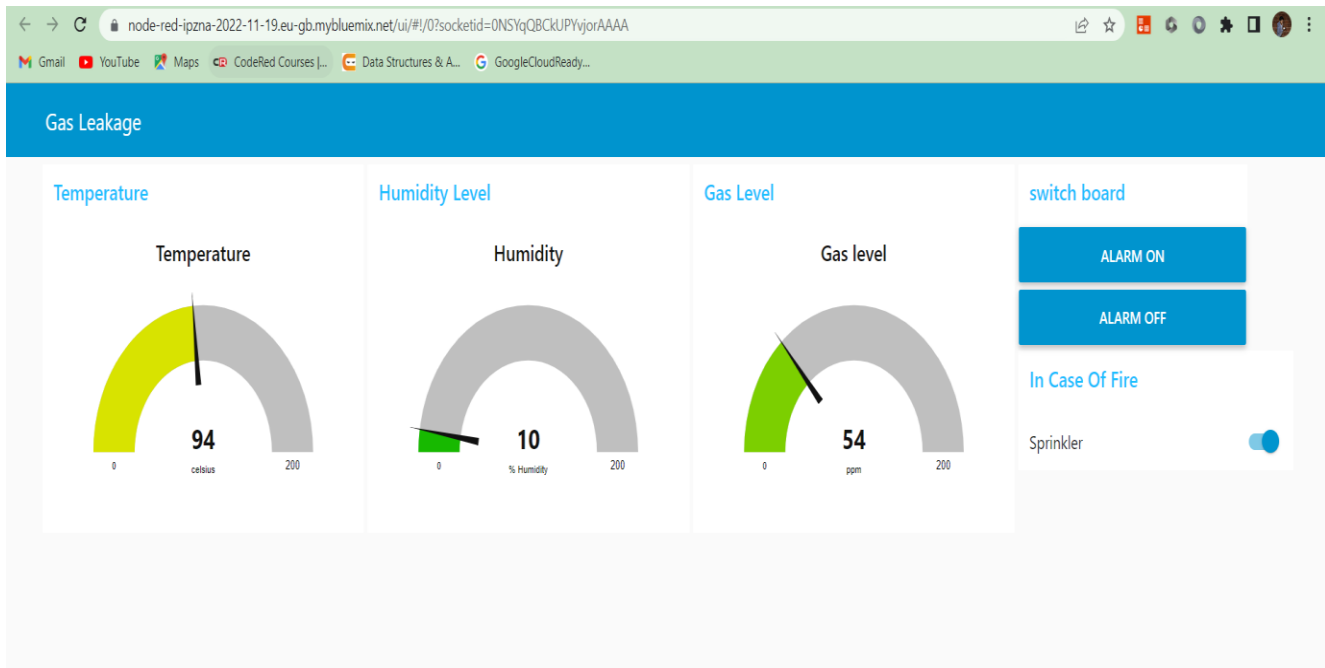 node-red-ipzna-2022-11-19.eu-gb.mybluemix.net/ui/#!/0?socketid=0NSYqQBCkUPYvjorAAAA
Gmail YouTube Maps CR CodeRed Courses |... Data Structures & A... GoogleCloudReady...
Gas Leakage
Temperature
Temperature
94
celsius
0
200
Humidity Level
Humidity
10
% Humidity
0
200
Gas Level
Gas level
54
ppm
0
200
switch board
ALARM ON
ALARM OFF
In Case Of Fire
Sprinkler